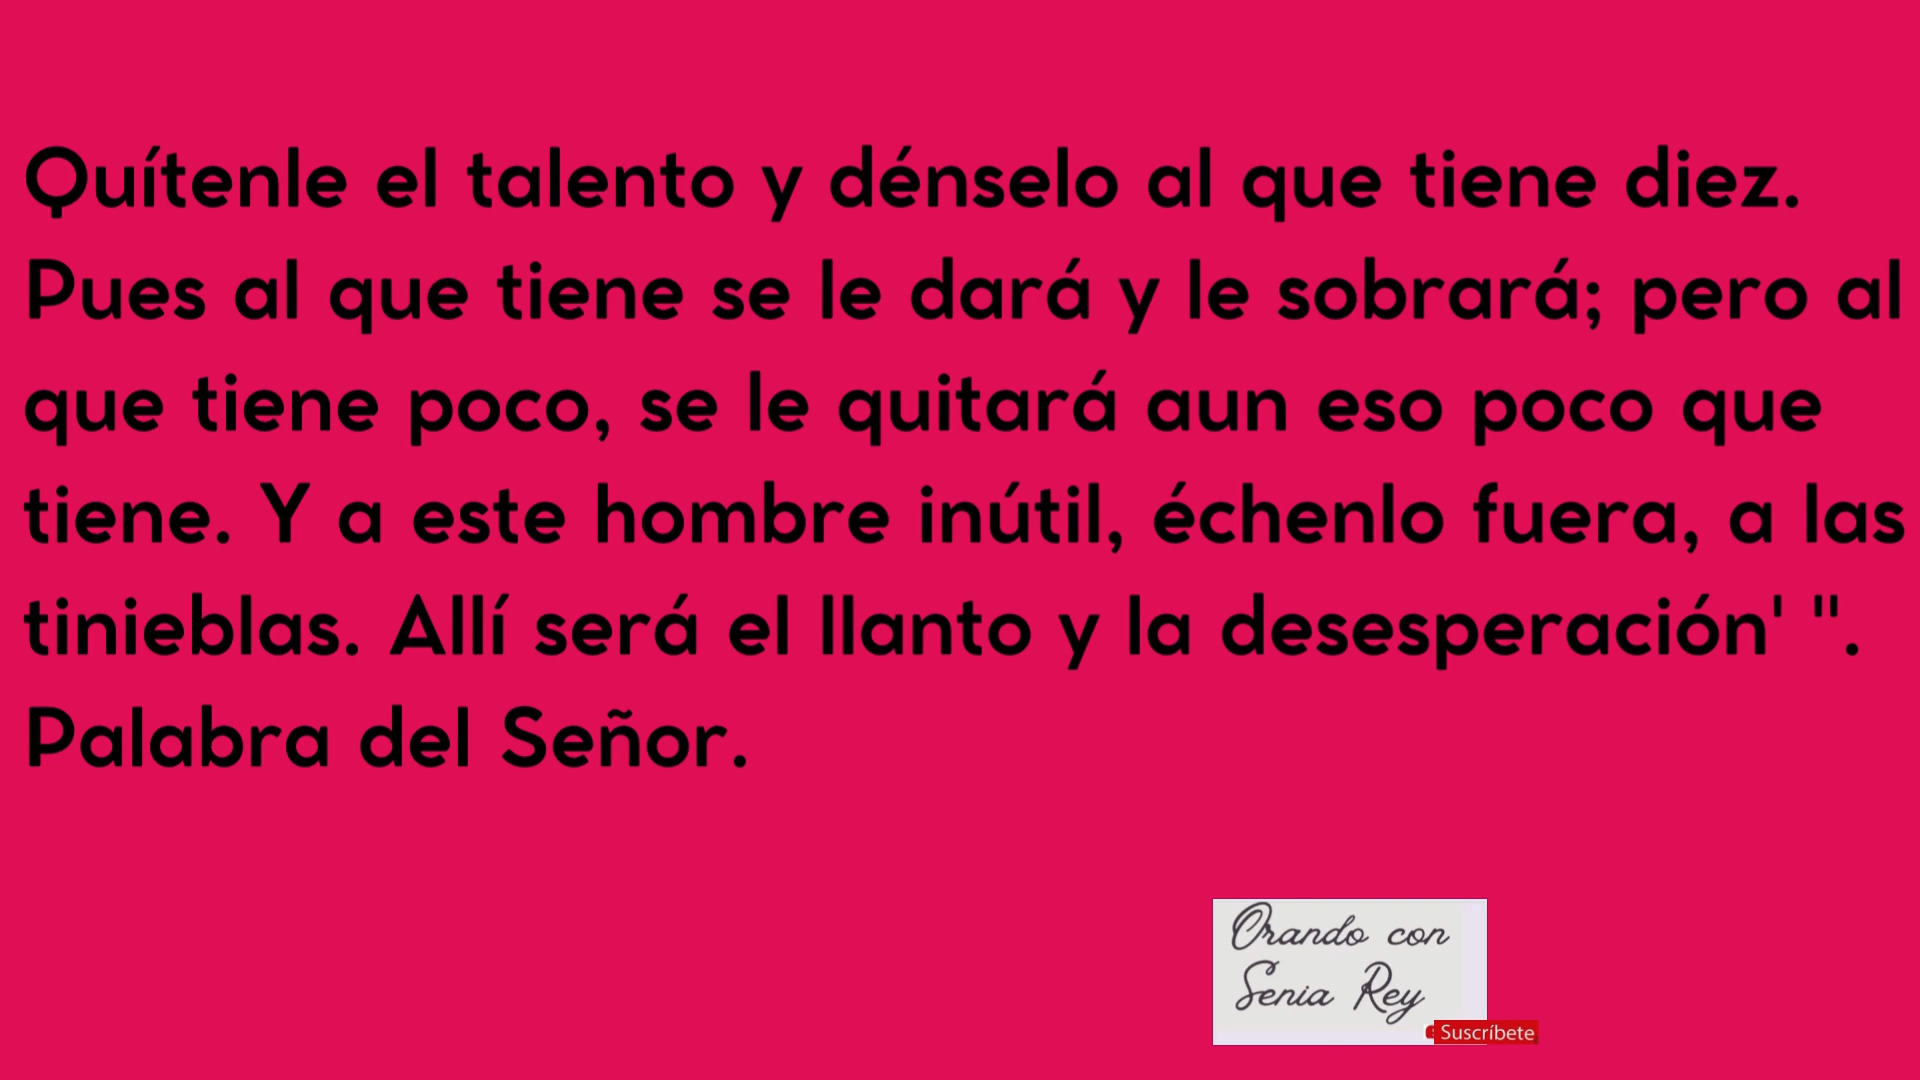 Quítenle el talento y dénselo al que tiene diez.
Pues al que tiene se le dará y le sobrará; pero al
que tiene poco, se le quitará aun eso poco que
tiene. Y a este hombre inútil, échenlo fuera, a las
tinieblas. Allí será el llanto y la desesperación' ".
Palabra del Señor.
Orando con
Senia Rey
Suscríbete